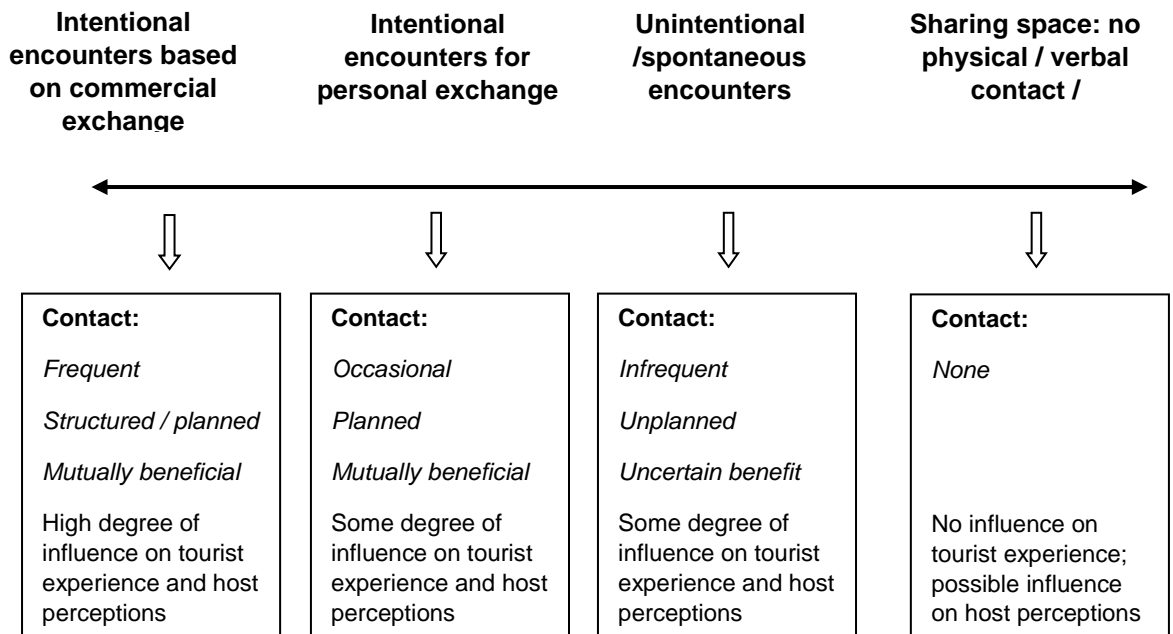 Intentional
encounters based
on commercial
exchange
Intentional
encounters for
personal exchange
Unintentional
/spontaneous
encounters
Sharing space: no
physical / verbal
contact /
Contact:
Frequent
Structured / planned
Mutually beneficial
High degree of
influence on tourist
experience and host
perceptions
Contact:
Occasional
Planned
Mutually beneficial
Some degree of
influence on tourist
experience and host
perceptions
Contact:
Infrequent
Unplanned
Uncertain benefit
Some degree of
influence on tourist
experience and host
perceptions
Contact:
None
No influence on
tourist experience;
possible influence
on host perceptions